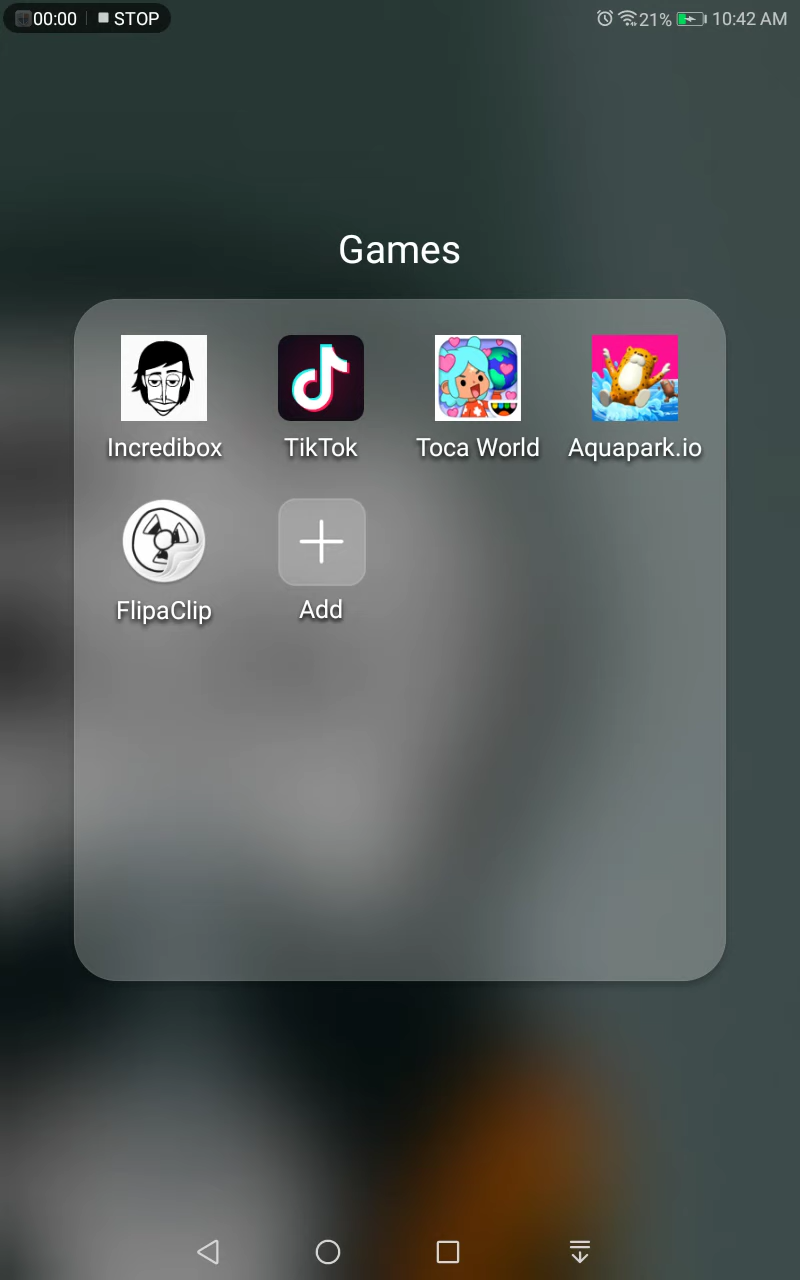 00:00 STOP 21% 10:42 AM
Games
Incredibox TikTok Toca World Aquapark.io
FlipaClip Add